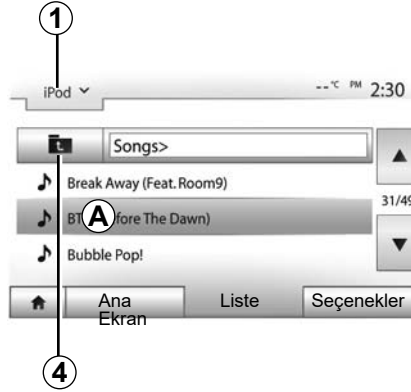 1
iPod
--°C PM 2:30
Songs>
Break Away (Feat. Room9)
31/49
A
fore The Dawn)
Bubble Pop!
Ana Ekran
Liste
Seçenekler
4